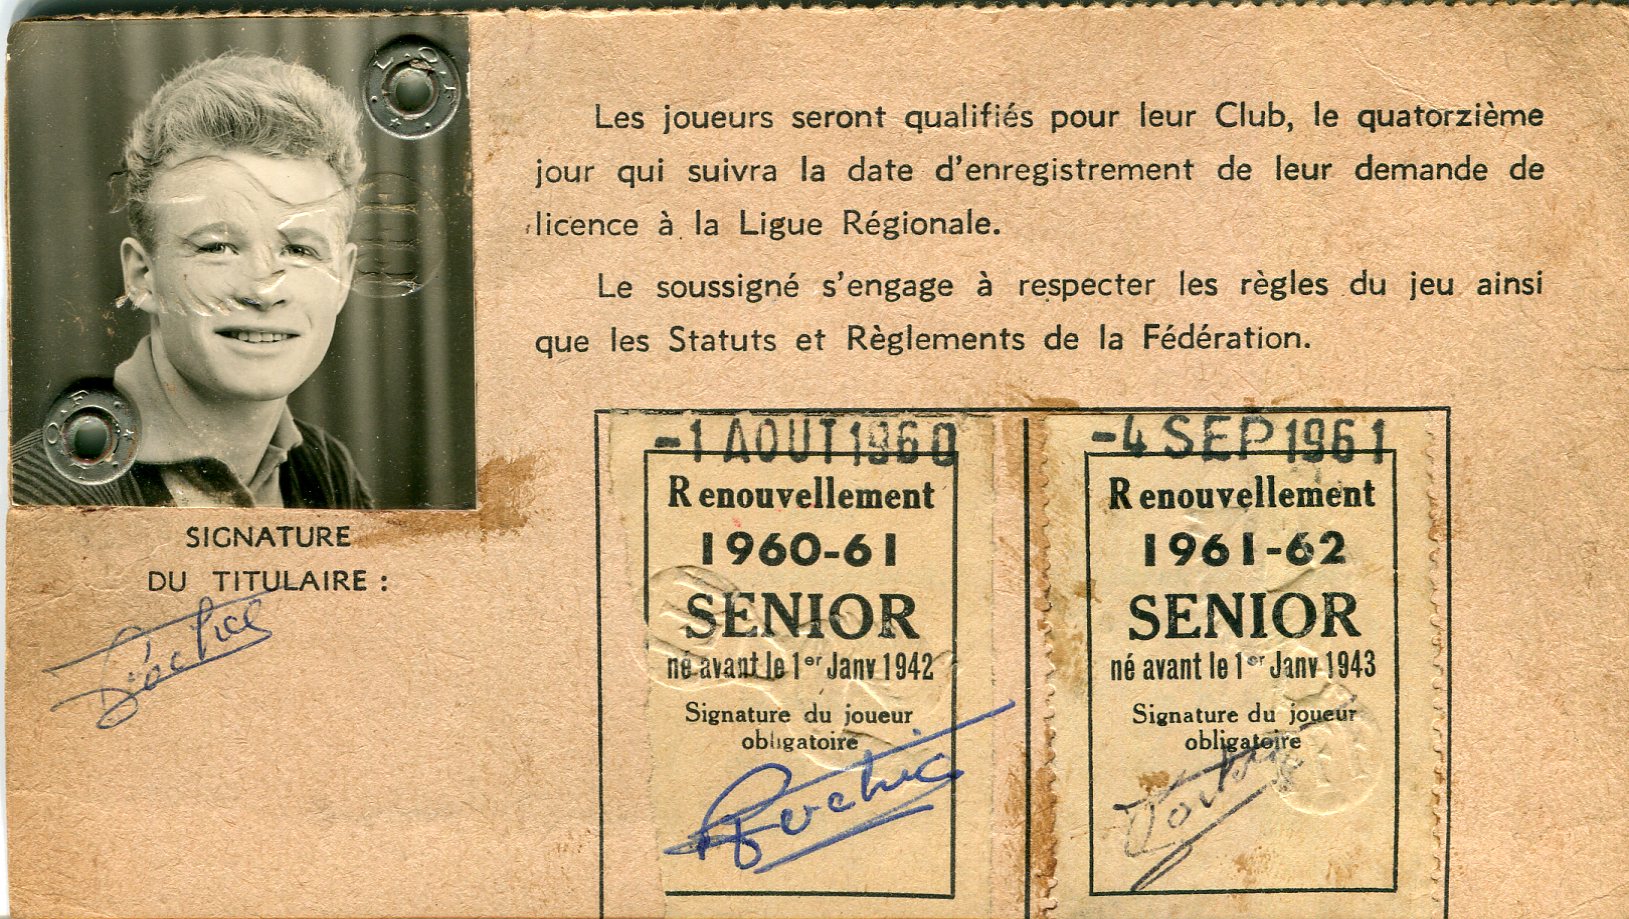 Les joueurs seront qualifiés pour leur Club, le quatorzième
jour qui suivra la date d'enregistrement de leur demande de
licence à la Ligue Régionale.
Le soussigné s'engage à respecter les règles du jeu ainsi
que les Statuts et Règlements de la Fédération.
SIGNATURE
DU TITULAIRE :
-1 AOUT 1960
Renouvellement
1960-61
SENIOR
né avant le 1er Janv 1942
Signature du joueur
obligatoire
-4 SEP 1961
Renouvellement
1961-62
SENIOR
né avant le 1er Janv 1943
Signature du joueur
obligatoire